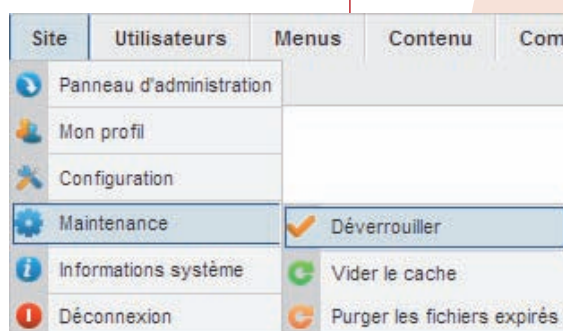 Site Utilisateurs Menus Contenu Com
Panneau d'administration
Mon profil
Configuration
Maintenance Déverrouiller
Informations système Vider le cache
Déconnexion Purger les fichiers expirés